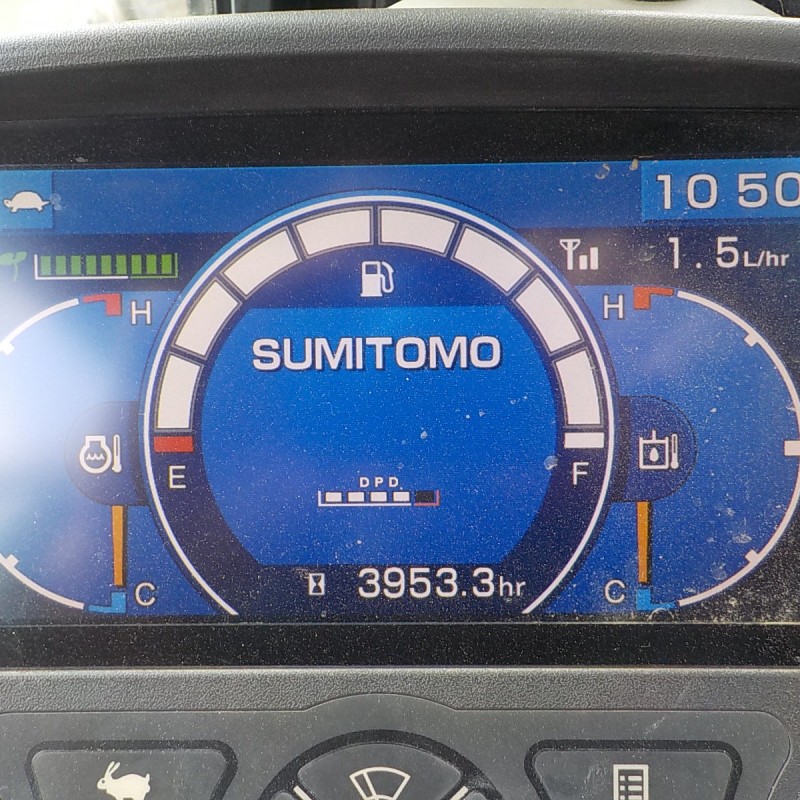 10 50
1.5L/hr
H
H
SUMITOMO
E
F
DPD
3953.3hr
C
C